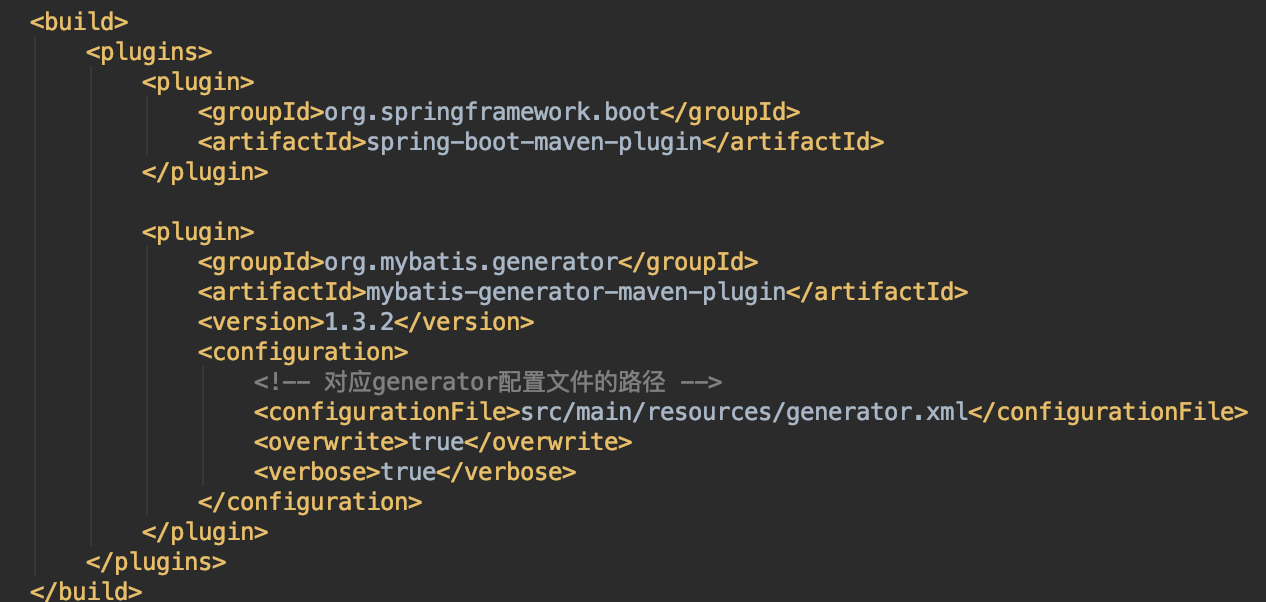 <build>
<plugins>
<plugin>
<groupId>org.springframework.boot</groupId>
<artifactId>spring-boot-maven-plugin</artifactId>
</plugin>
<plugin>
<groupId>org.mybatis.generator</groupId>
<artifactId>mybatis-generator-maven-plugin</artifactId>
<version>1.3.2</version>
<configuration>
<!-- 对应generator配置文件的路径 -->
<configurationFile>src/main/resources/generator.xml</configurationFile>
<overwrite>true</overwrite>
<verbose>true</verbose>
</configuration>
</plugin>
</plugins>
</build>